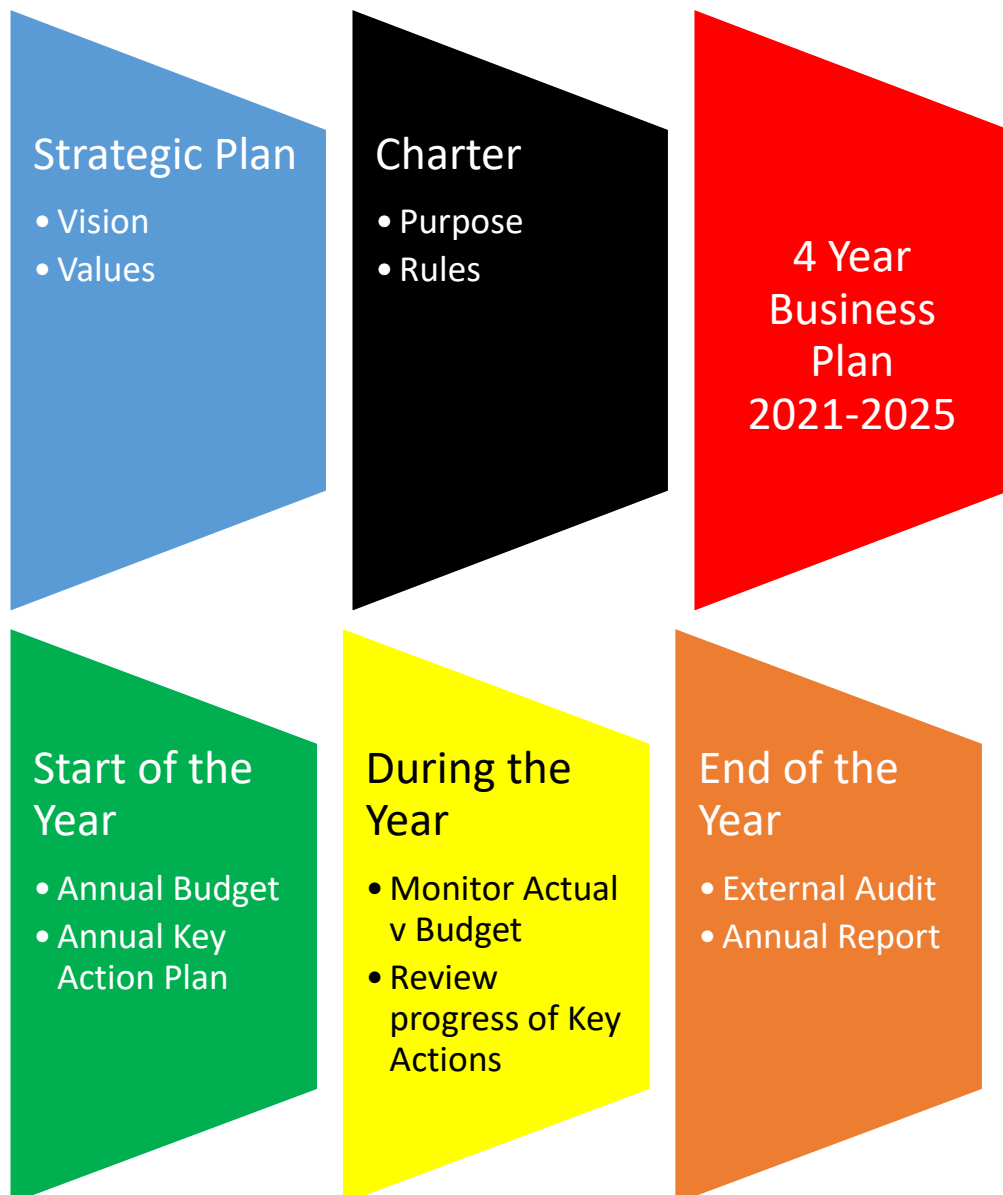 Strategic Plan
• Vision
• Values
Charter
• Purpose
• Rules
4 Year
Business
Plan
2021-2025
Start of the
Year
• Annual Budget
• Annual Key
Action Plan
During the
Year
• Monitor Actual
v Budget
• Review
progress of Key
Actions
End of the
Year
• External Audit
• Annual Report